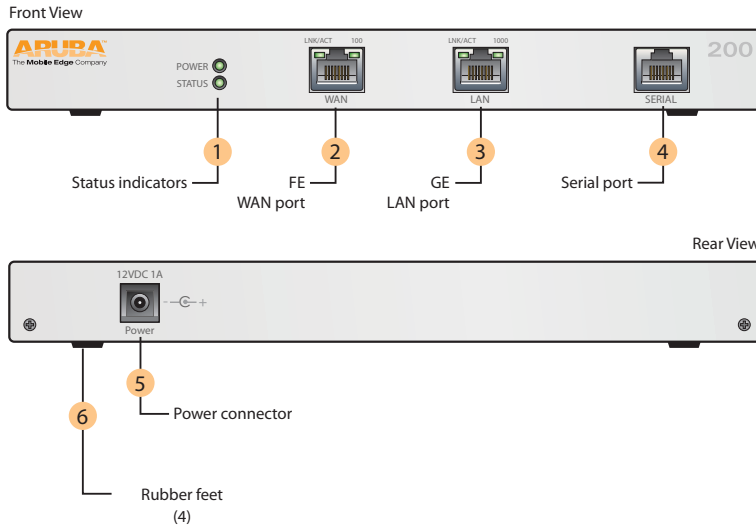 Front View
ARUBA™
The Mobile Edge Company
LNK/ACT 100
LNK/ACT 1000
200
POWER
STATUS
WAN
LAN
SERIAL
1
2
3
4
Status indicators
FE
WAN port
GE
LAN port
Serial port
Rear View
12VDC 1A
- +
Power
5
Power connector
6
Rubber feet
(4)